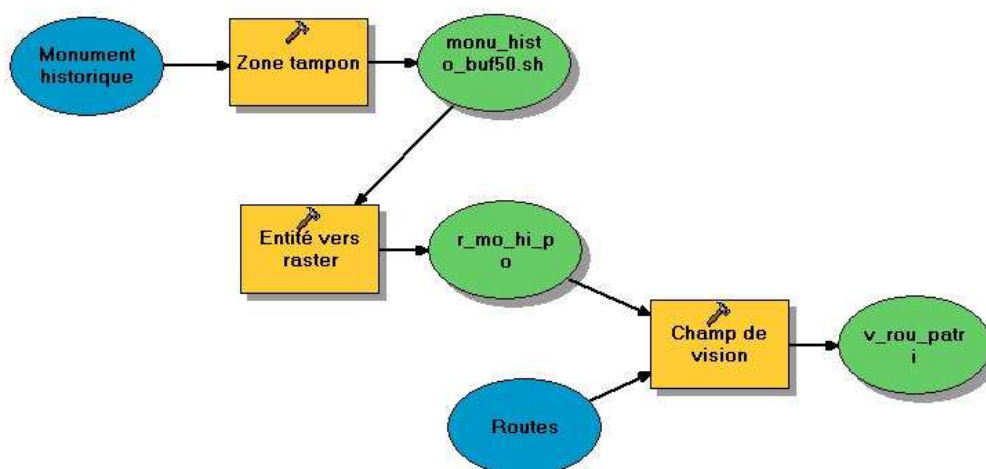 Monument
historique
Zone tampon
monu_hist
o_buf50.sh
Entité vers
raster
r_mo_hi_p
o
Champ de
vision
v_rou_patr
i
Routes